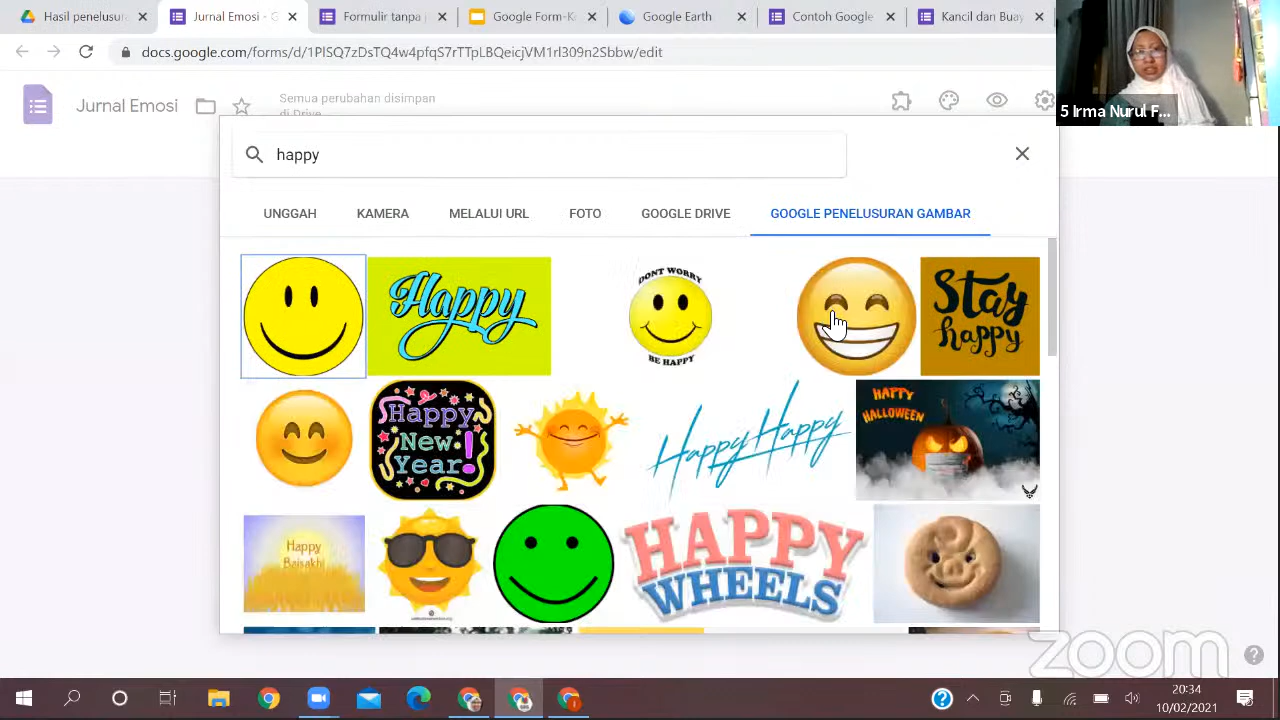 Hasil penelusura
Jurnal Emosi - G
Formulir tanpa j
Google Form-Ke
Google Earth
Contoh Google
Kancil dan Buay
docs.google.com/forms/d/1PlSQ7zDsTQ4w4pfqS7rTTpLBQeicjVM1rl309n2Sbbw/edit
5 Irma Nurul F...
Jurnal Emosi
Semua perubahan disimpan
di Drive
happy
UNGGAH
KAMERA
MELALUI URL
FOTO
GOOGLE DRIVE
GOOGLE PENELUSURAN GAMBAR
Happy
DONT WORRY
BE HAPPY
Stay
happy
Happy
New
Year!
Happy Happy
HAPPY
HALLOWEEN
Happy
Baisakhi
HAPPY
WHEELS
zoom
20:34
10/02/2021